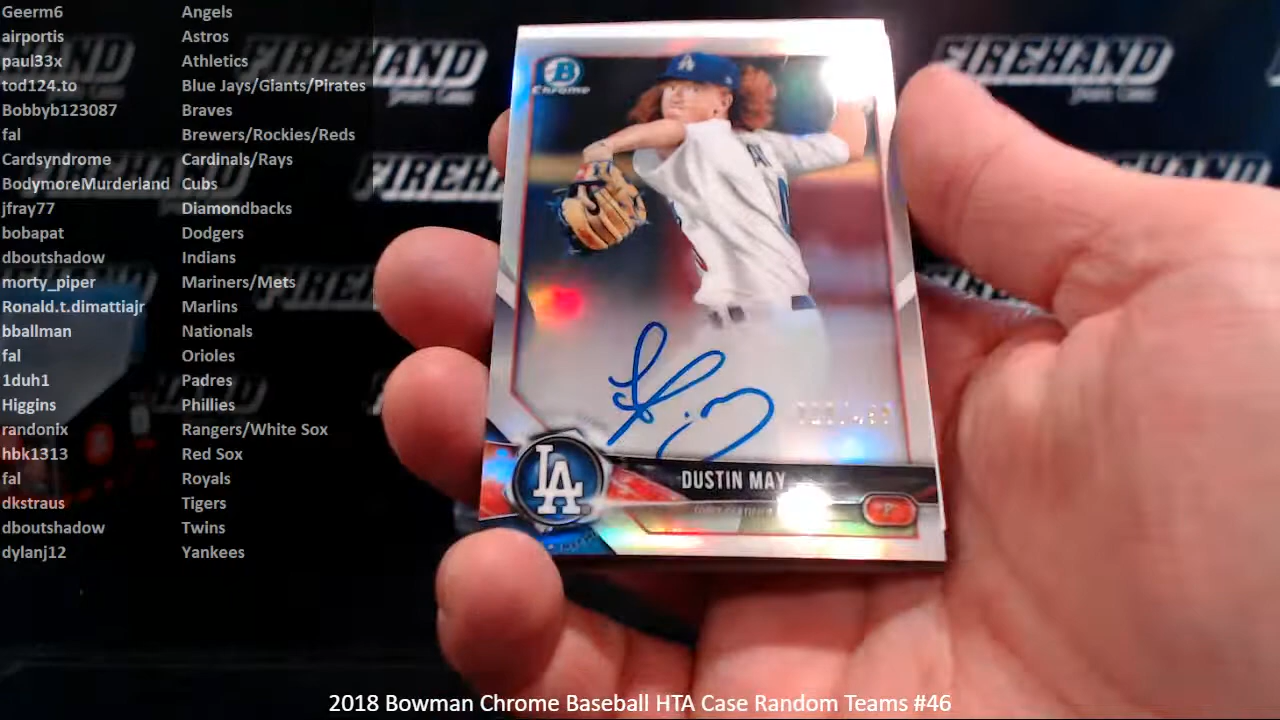 Geerm6 Angels
airportis Astros
paul33x Athletics
tod124.to Blue Jays/Giants/Pirates
Bobbyb123087 Braves
fal Brewers/Rockies/Reds
Cardsyndrome Cardinals/Rays
BodymoreMurderland Cubs
jfray77 Diamondbacks
bobapat Dodgers
dboutshadow Indians
morty_piper Mariners/Mets
Ronald.t.dimattiajr Marlins
bballman Nationals
fal Orioles
1duh1 Padres
Higgins Phillies
randonix Rangers/White Sox
hbk1313 Red Sox
fal Royals
dkstraus Tigers
dboutshadow Twins
dylanj12 Yankees
FIREHAND
FIREHAND
FIREHAND
B
Chrome
LA
LA
DUSTIN MAY
P
2018 Bowman Chrome Baseball HTA Case Random Teams #46